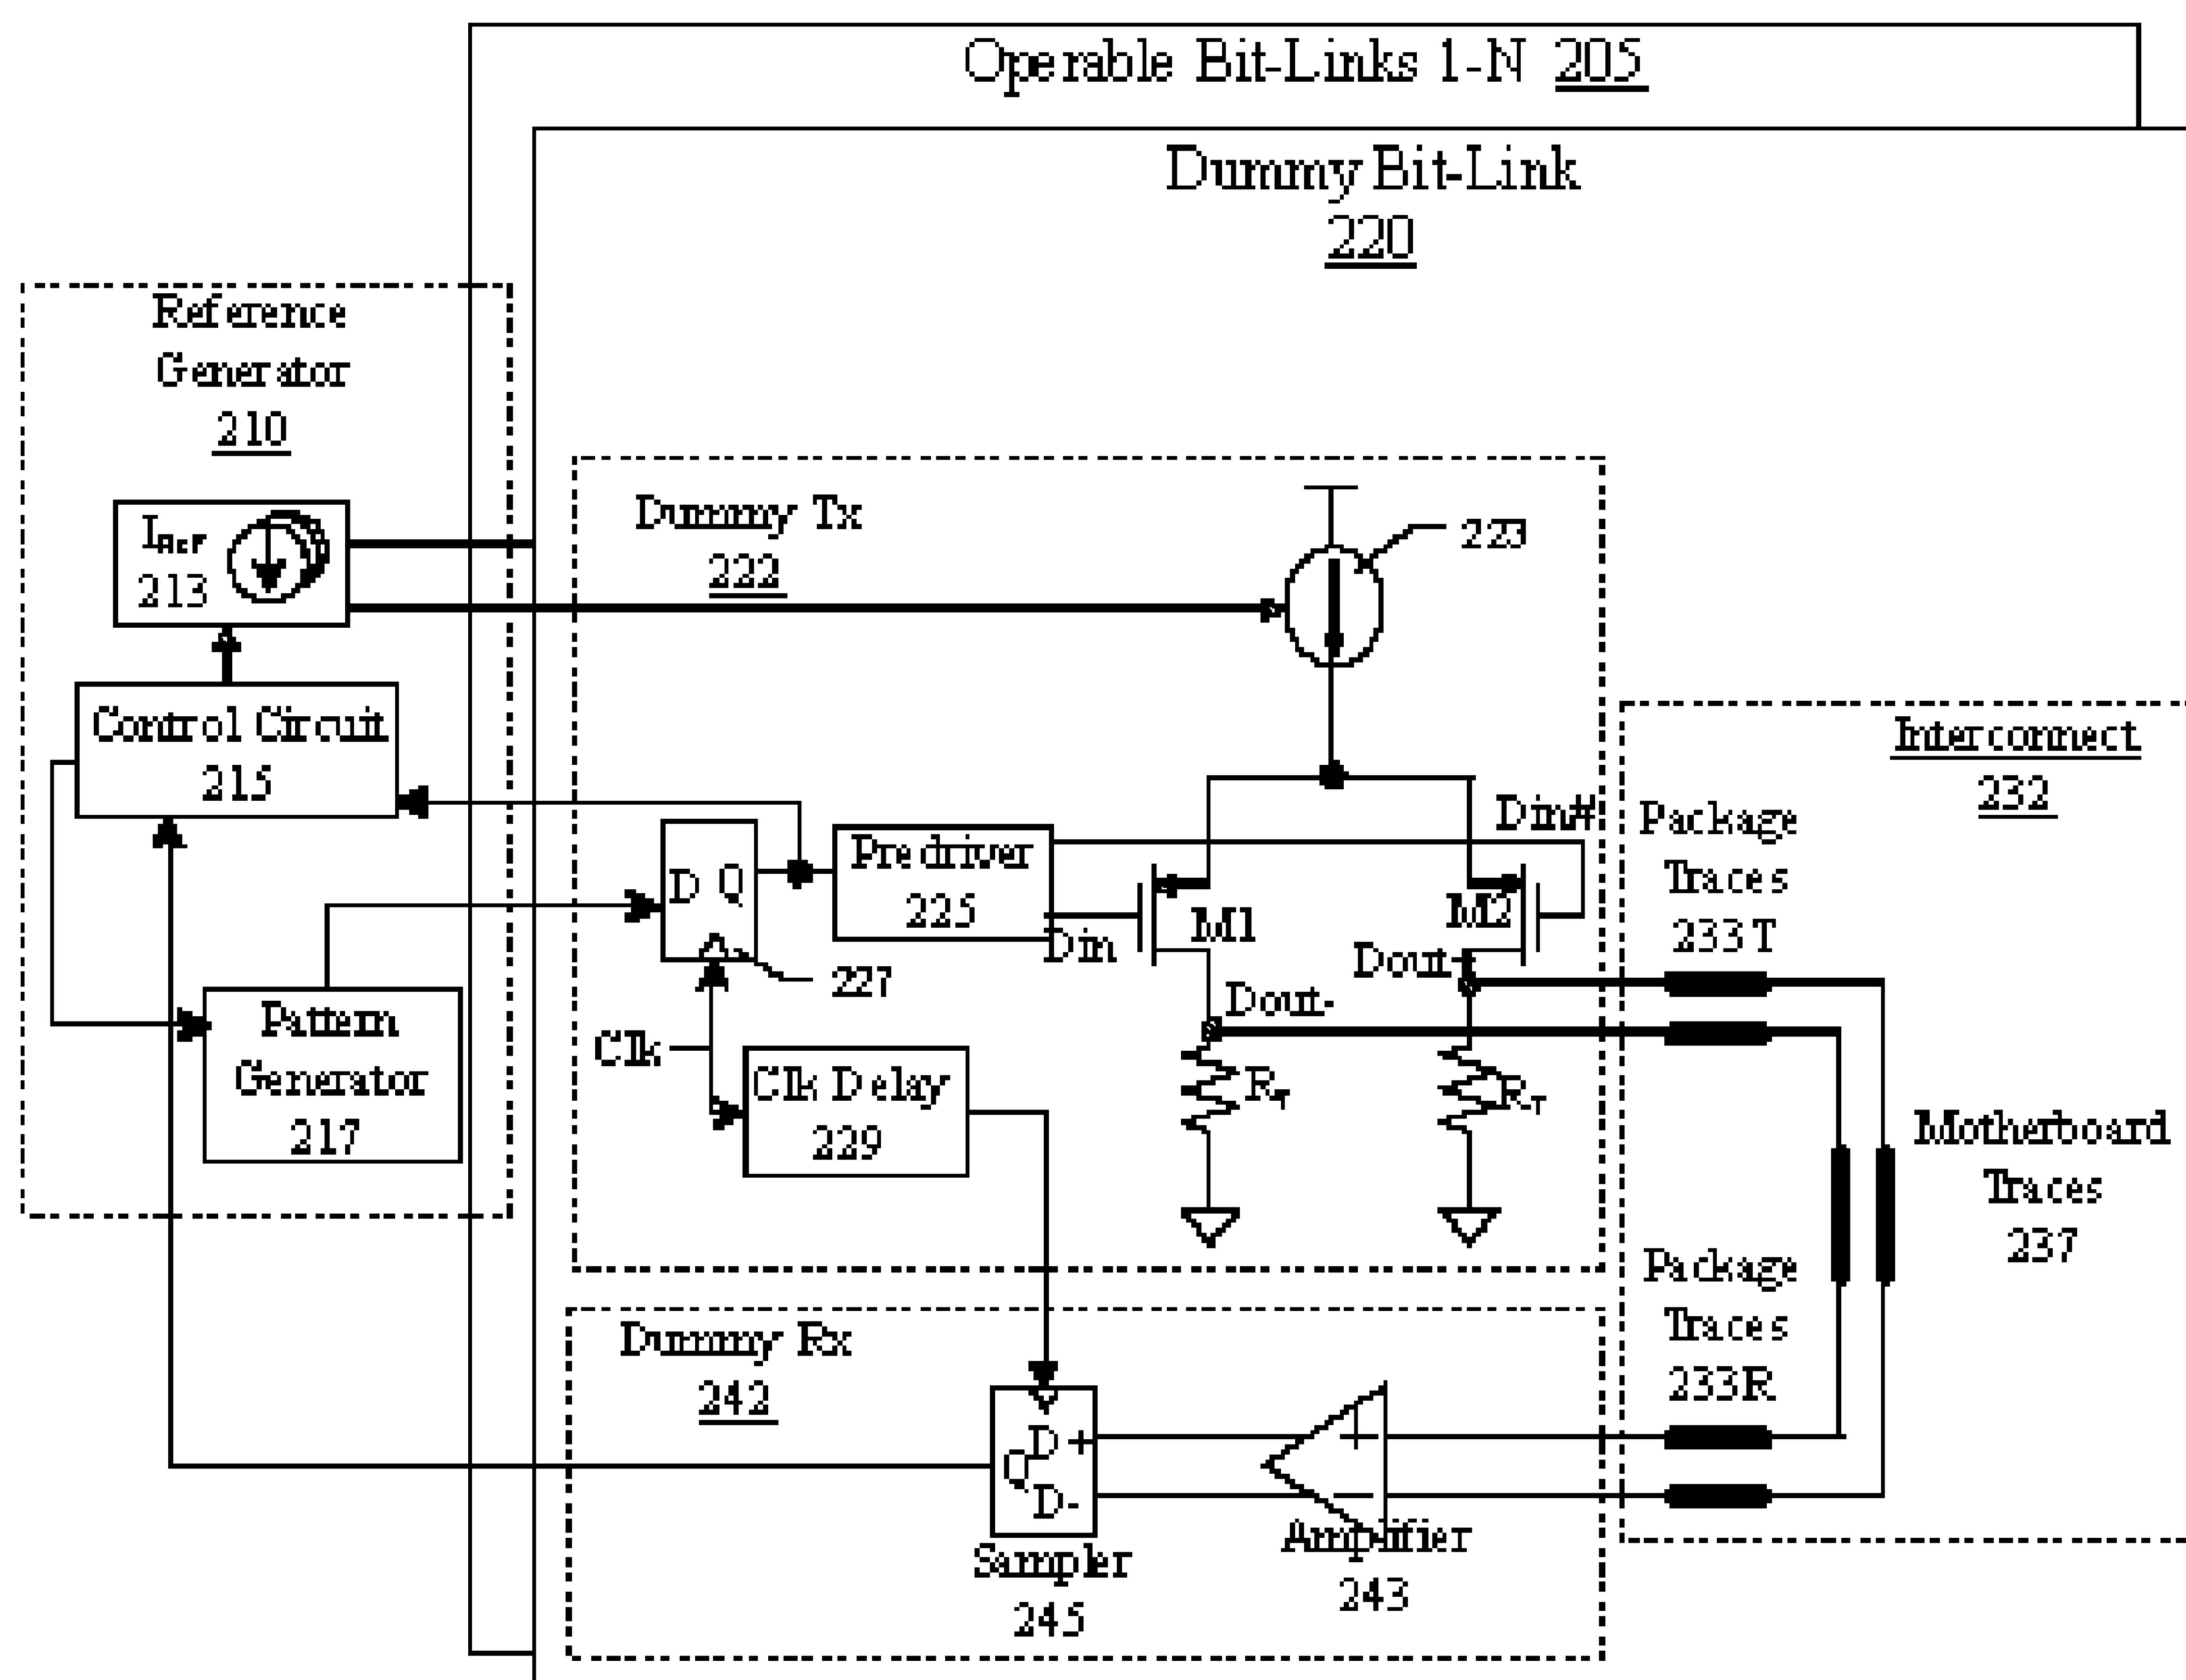 Operable Bit-Links 1-N 205
Dummy Bit-Link
220
Reference
Generator
210
IREF
213
Control Circuit
215
Pattern
Generator
217
Dummy Tx
222
223
D Q
227
Clk
Clk Delay
229
Predriver
225
Din
Din#
M1
M2
Dout+
Dout-
RT
RT
Interconnect
232
Package
Traces
233T
Motherboard
Traces
237
Package
Traces
233R
Dummy Rx
242
D+
Q
D-
Sampler
245
+
-
Amplifier
243